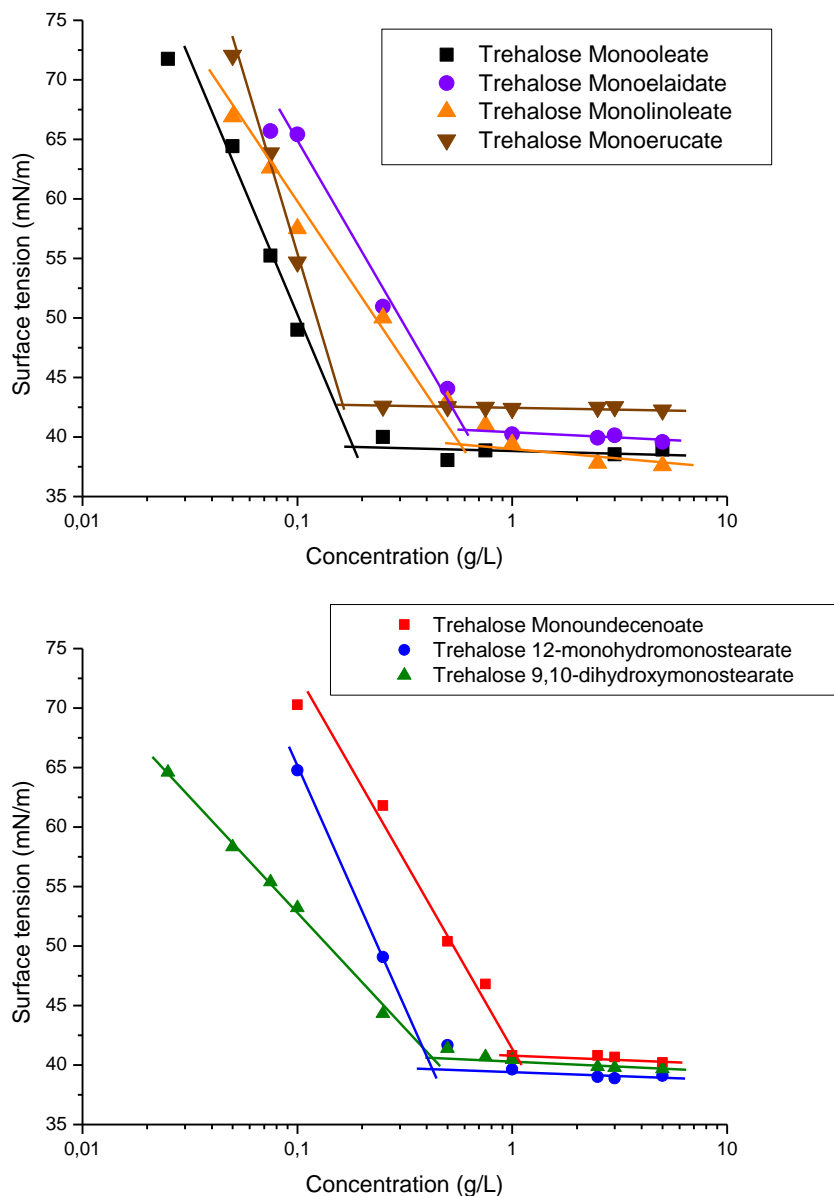 75
70
65
60
55
50
45
40
35
Surface tension (mN/m)
Trehalose Monooleate
Trehalose Monoelaidate
Trehalose Monolinoleate
Trehalose Monoerucate
0,01
0,1
1
10
Concentration (g/L)
75
70
65
60
55
50
45
40
35
Surface tension (mN/m)
Trehalose Monoundecenoate
Trehalose 12-monohydromonostearate
Trehalose 9,10-dihydroxymonostearate
0,01
0,1
1
10
Concentration (g/L)